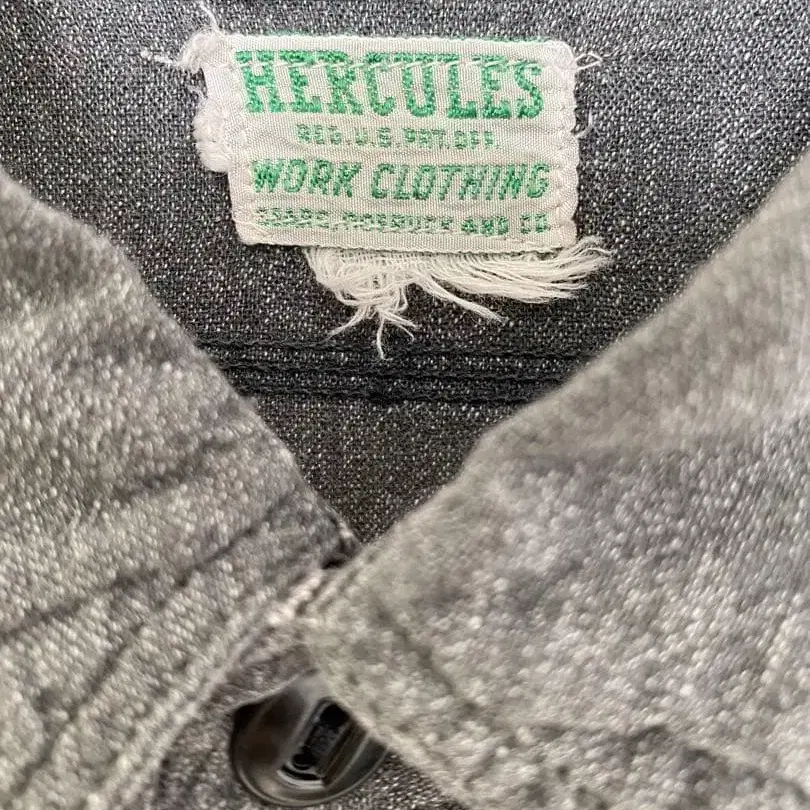 HERCULES
REG. U.S. PAT. OFF.
WORK CLOTHING
SEARS, ROEBUCK AND CO